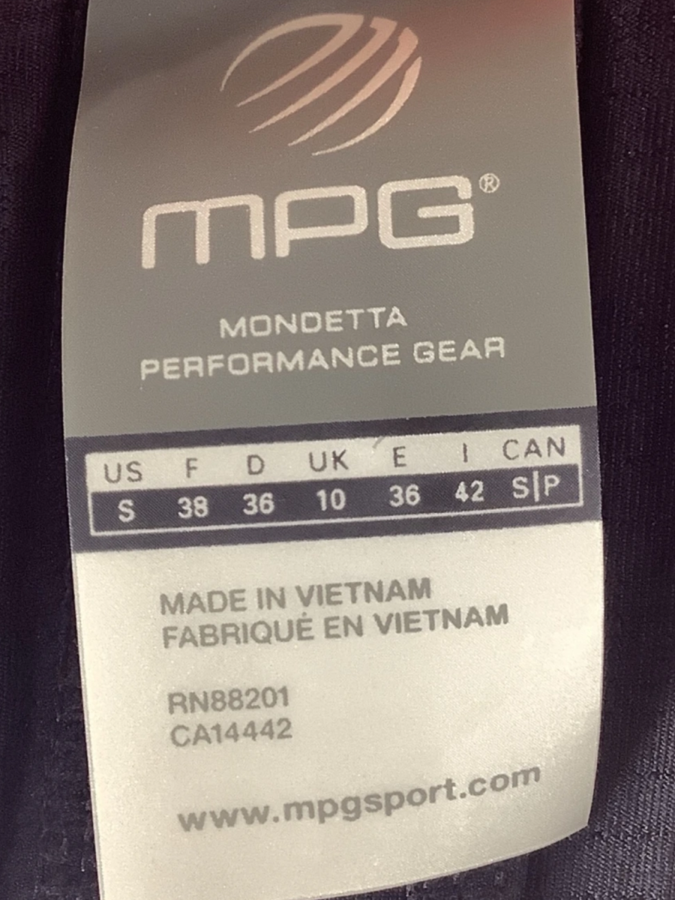 MPG®
MONDETTA
PERFORMANCE GEAR
US F D UK E I CAN
S 38 36 10 36 42 S|P
MADE IN VIETNAM
FABRIQUÉ EN VIETNAM
RN88201
CA14442
www.mpgsport.com